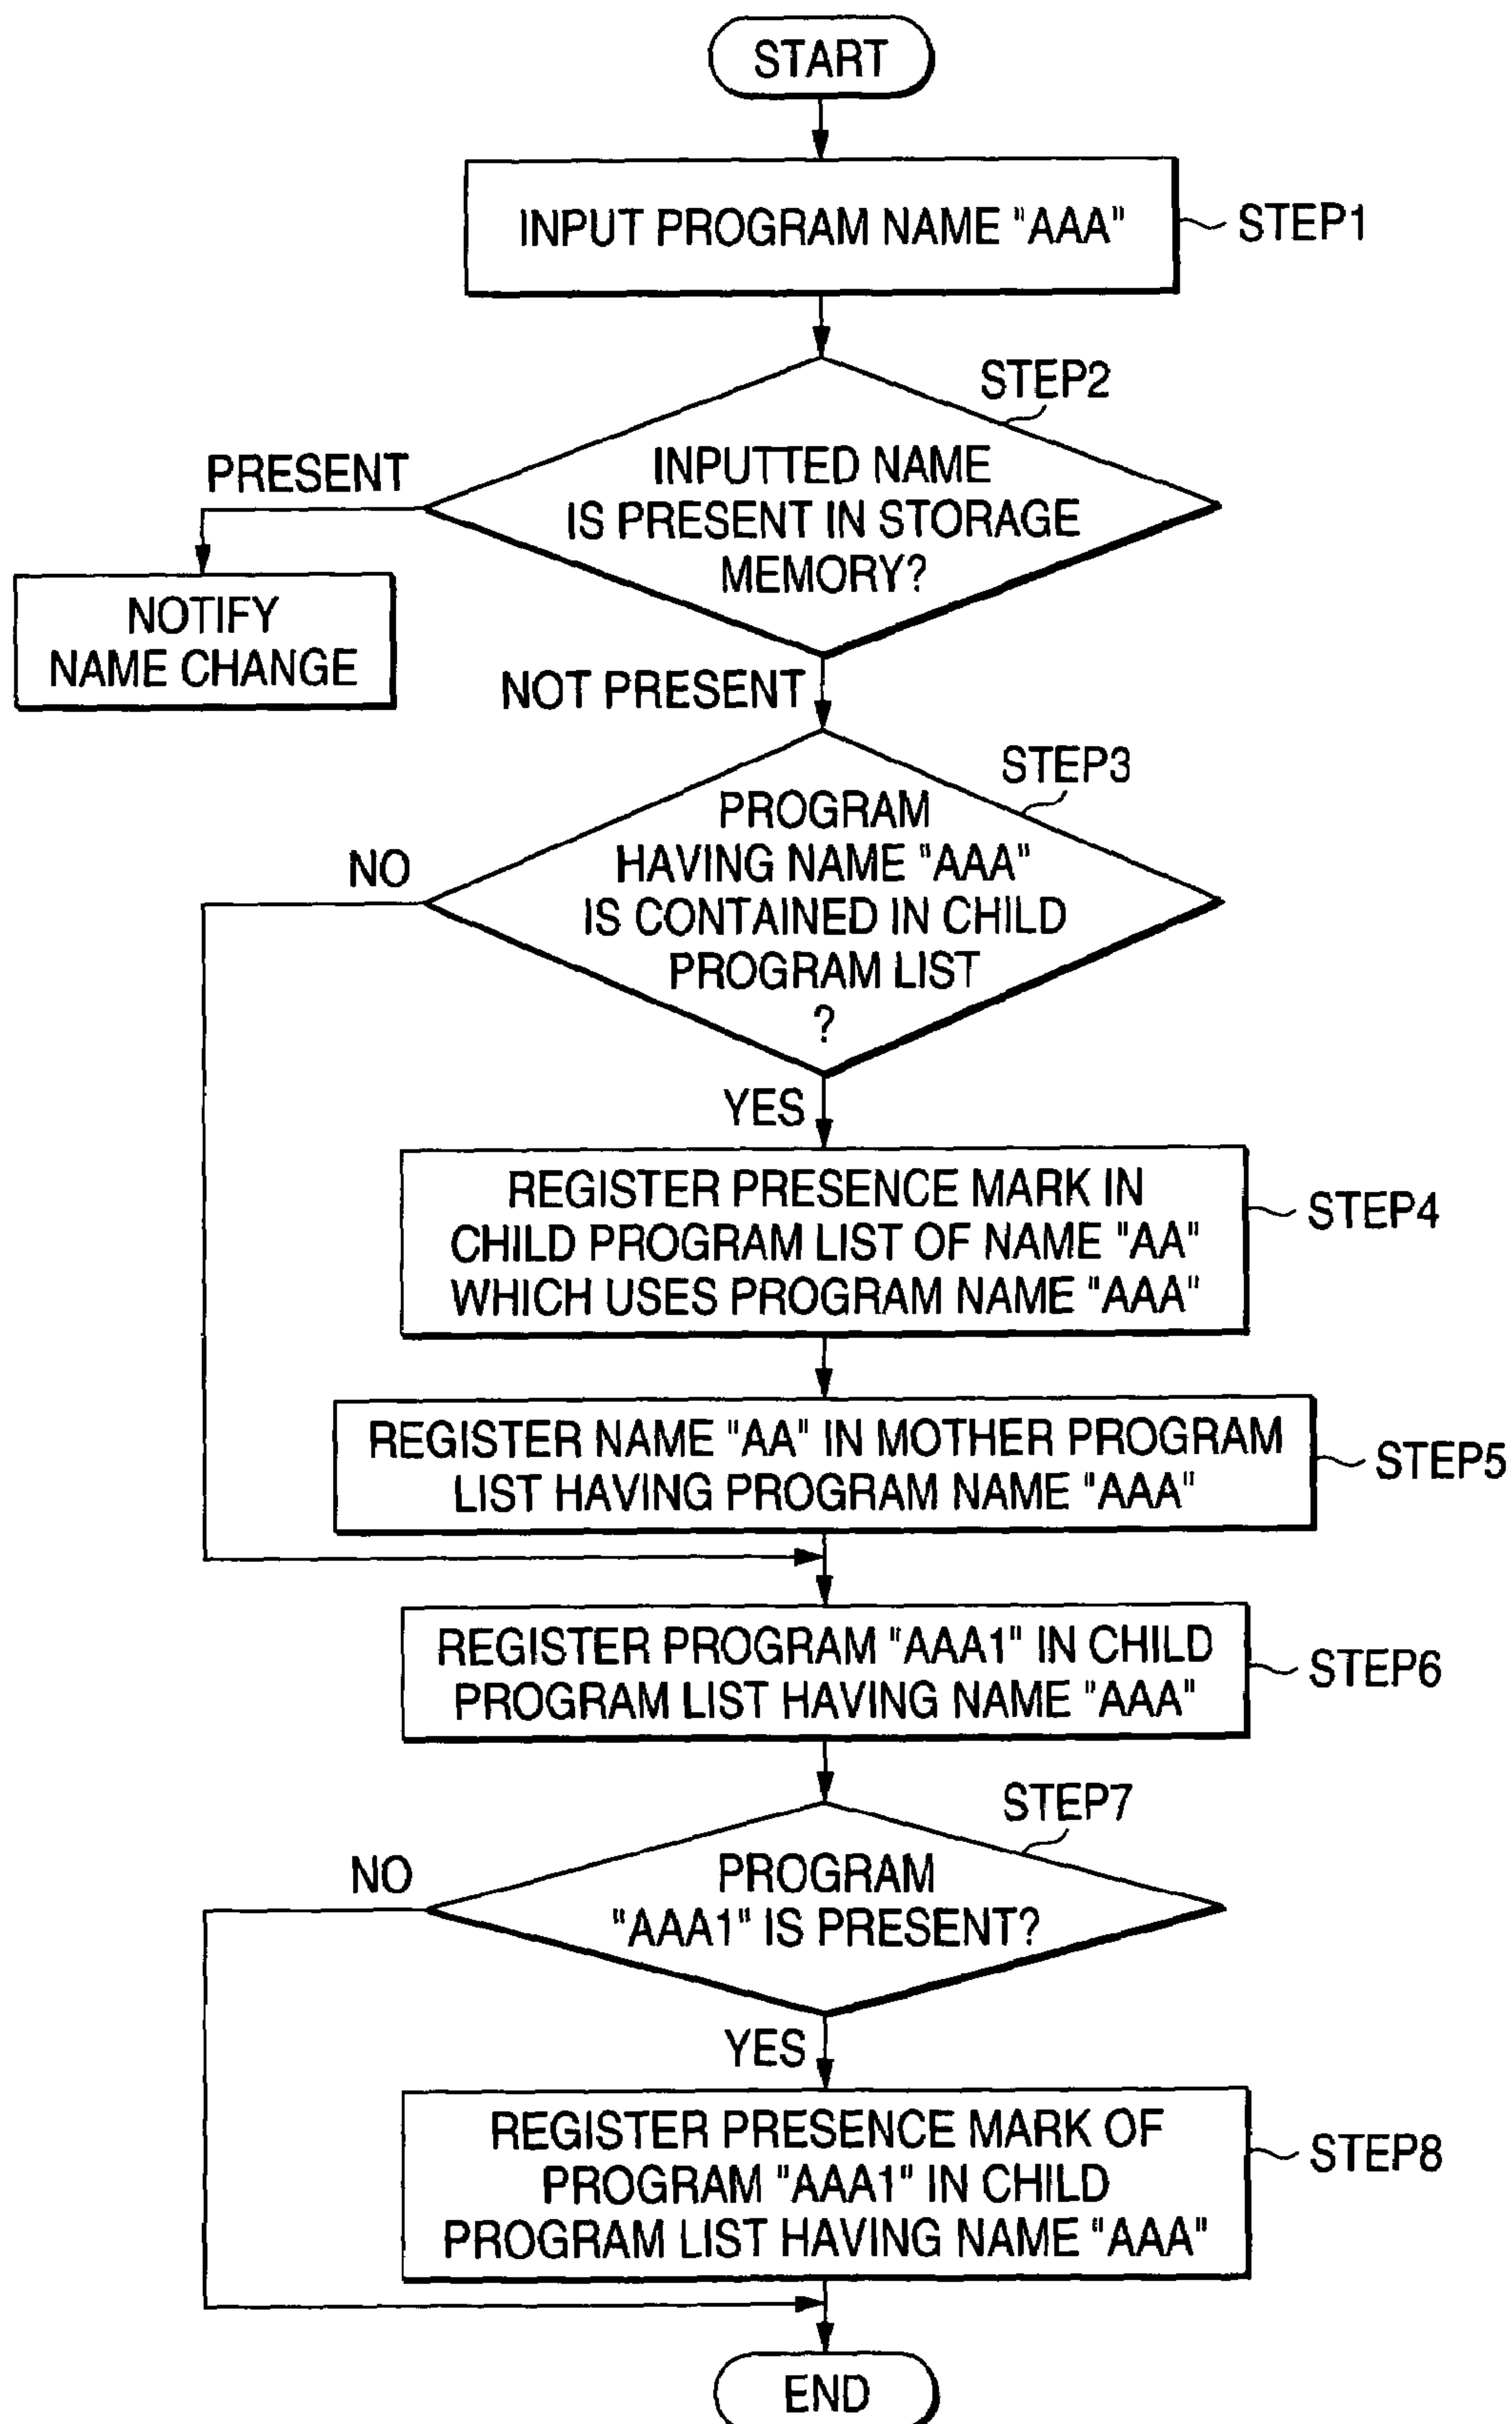 START
INPUT PROGRAM NAME "AAA"
STEP1
STEP2
INPUTTED NAME
IS PRESENT IN STORAGE
MEMORY?
PRESENT
NOTIFY
NAME CHANGE
NOT PRESENT
STEP3
PROGRAM
HAVING NAME "AAA"
IS CONTAINED IN CHILD
PROGRAM LIST
?
NO
YES
REGISTER PRESENCE MARK IN
CHILD PROGRAM LIST OF NAME "AA"
WHICH USES PROGRAM NAME "AAA"
STEP4
REGISTER NAME "AA" IN MOTHER PROGRAM
LIST HAVING PROGRAM NAME "AAA"
STEP5
REGISTER PROGRAM "AAA1" IN CHILD
PROGRAM LIST HAVING NAME "AAA"
STEP6
STEP7
PROGRAM
"AAA1" IS PRESENT?
NO
YES
REGISTER PRESENCE MARK OF
PROGRAM "AAA1" IN CHILD
PROGRAM LIST HAVING NAME "AAA"
STEP8
END